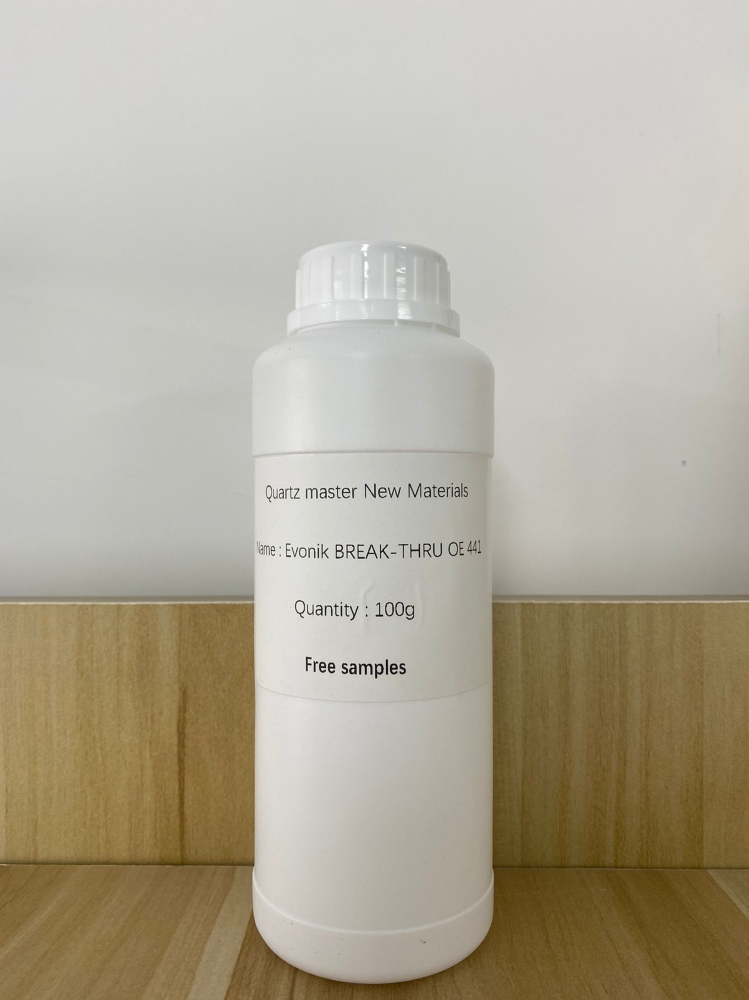 Quartz master New Materials
Name : Evonik BREAK-THRU OE 441
Quantity : 100g
Free samples